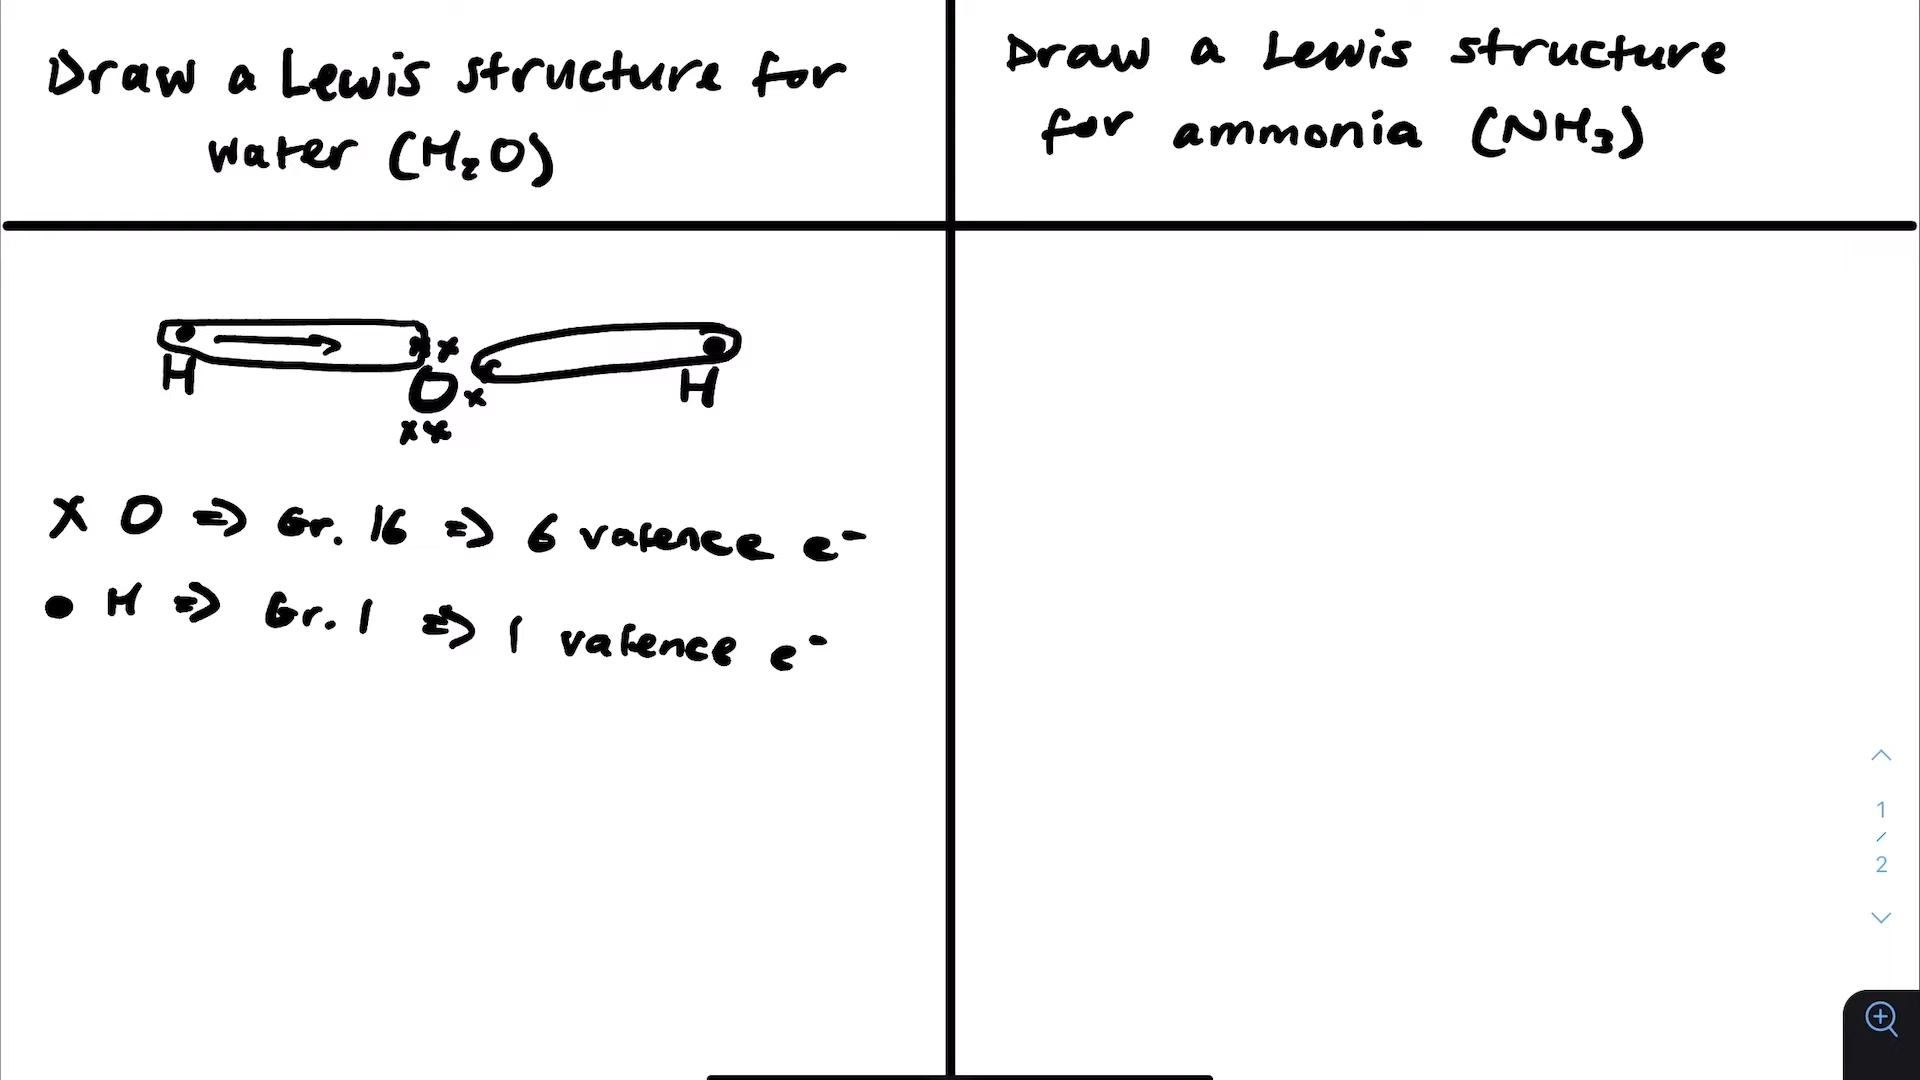 Draw a Lewis structure for
water (H₂O)
Draw a Lewis structure
for ammonia (NH₃)
H O H
x O => Gr. 16 => 6 valence e⁻
• H => Gr. 1 => 1 valence e⁻
1
/
2